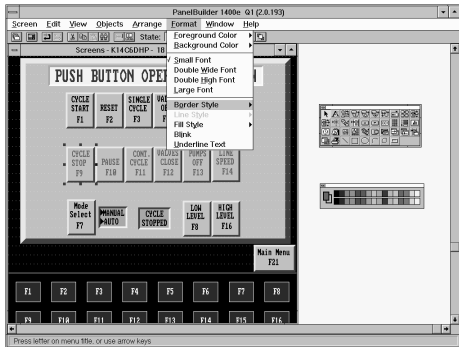 PanelBuilder 1400e Q1 (2.0.193)
Screen Edit View Objects Arrange Format Window Help
State:
Screens - K14C6DHP - 18
Foreground Color
Background Color
√ Small Font
Double Wide Font
Double High Font
Large Font
Border Style
Line Style
Fill Style
Blink
Underline Text
PUSH BUTTON
CYCLE START F1
RESET F2
SINGLE CYCLE F3
CYCLE STOP F9
PAUSE F10
CONT. CYCLE F11
VALVES CLOSE F12
PUMPS OFF F13
SPEED F14
Mode Select F7
MANUAL
AUTO
CYCLE STOPPED
LOW LEVEL F8
HIGH LEVEL F16
Main Menu F21
F1 F2 F3 F4 F5 F6 F7 F8
F9 F10 F11 F12 F13 F14 F15 F16
Press letter on menu title, or use arrow keys